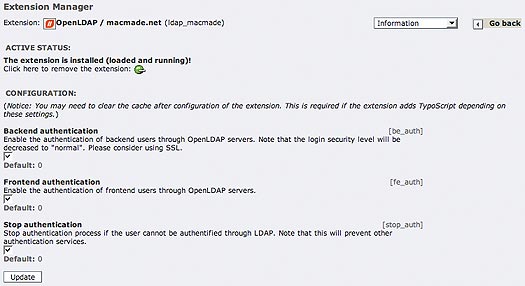 Extension Manager
Extension: OpenLDAP / macmade.net (ldap_macmade)
Information
Go back
ACTIVE STATUS:
The extension is installed (loaded and running)!
Click here to remove the extension:
CONFIGURATION:
(Notice: You may need to clear the cache after configuration of the extension. This is required if the extension adds TypoScript depending on
these settings.)
Backend authentication [be_auth]
Enable the authentication of backend users through OpenLDAP servers. Note that the login security level will be
decreased to "normal". Please consider using SSL.
Default: 0
Frontend authentication [fe_auth]
Enable the authentication of frontend users through OpenLDAP servers.
Default: 0
Stop authentication [stop_auth]
Stop authentication process if the user cannot be authentified through LDAP. Note that this will prevent other
authentication services.
Default: 0
Update